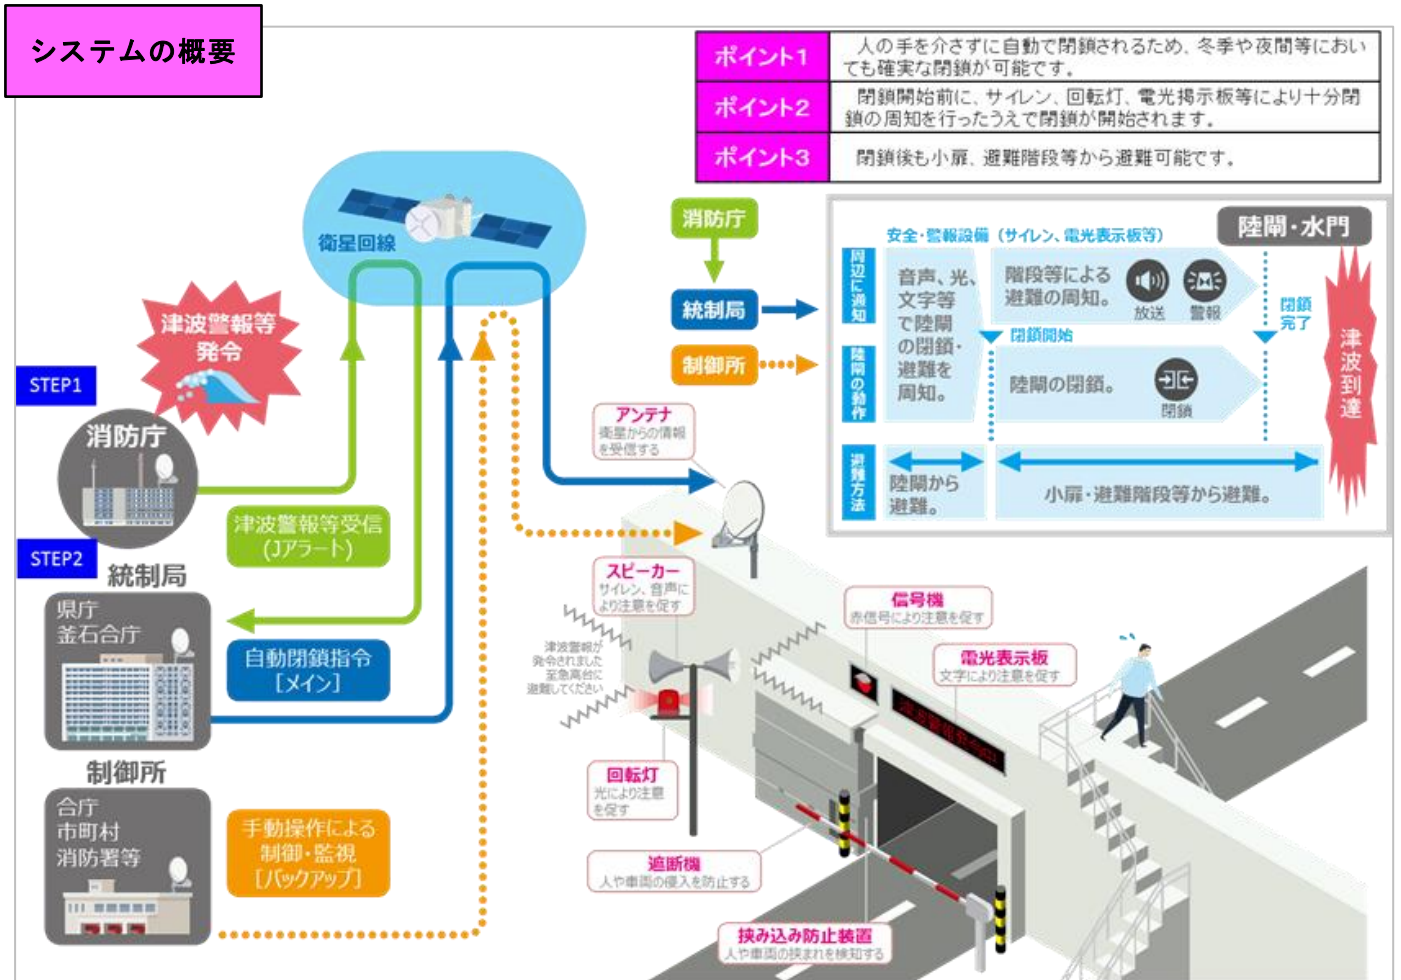 システムの概要
ポイント1
人の手を介さずに自動で閉鎖されるため、冬季や夜間等におい
ても確実な閉鎖が可能です。
ポイント2
閉鎖開始前に、サイレン、回転灯、電光掲示板等により十分閉
鎖の周知を行ったうえで閉鎖が開始されます。
ポイント3
閉鎖後も小扉、避難階段等から避難可能です。
衛星回線
津波警報等
発令
STEP1
消防庁
津波警報等受信
(Jアラート)
STEP2
統制局
県庁
釜石合庁
自動閉鎖指令
[メイン]
制御所
合庁
市町村
消防署等
手動操作による
制御・監視
[バックアップ]
消防庁
統制局
制御所
陸閘・水門
安全・警報設備(サイレン、電光表示板等)
周辺に通知
音声、光、
文字等
で陸閘
の閉鎖・
避難を
周知。
階段等による
避難の周知。
放送
警報
閉鎖
完了
閉鎖開始
陸閘の動作
陸閘の閉鎖。
閉鎖
津波到達
避難方法
陸閘から
避難。
小扉・避難階段等から避難。
アンテナ
衛星からの情報
を受信する
スピーカー
サイレン、音声に
より注意を促す
津波警報が
発令されました
至急高台に
避難してください
信号機
赤信号により注意を促す
電光表示板
文字により注意を促す
津波警報発令中
回転灯
光により注意
を促す
遮断機
人や車両の侵入を防止する
挟み込み防止装置
人や車両の挟まれを検知する